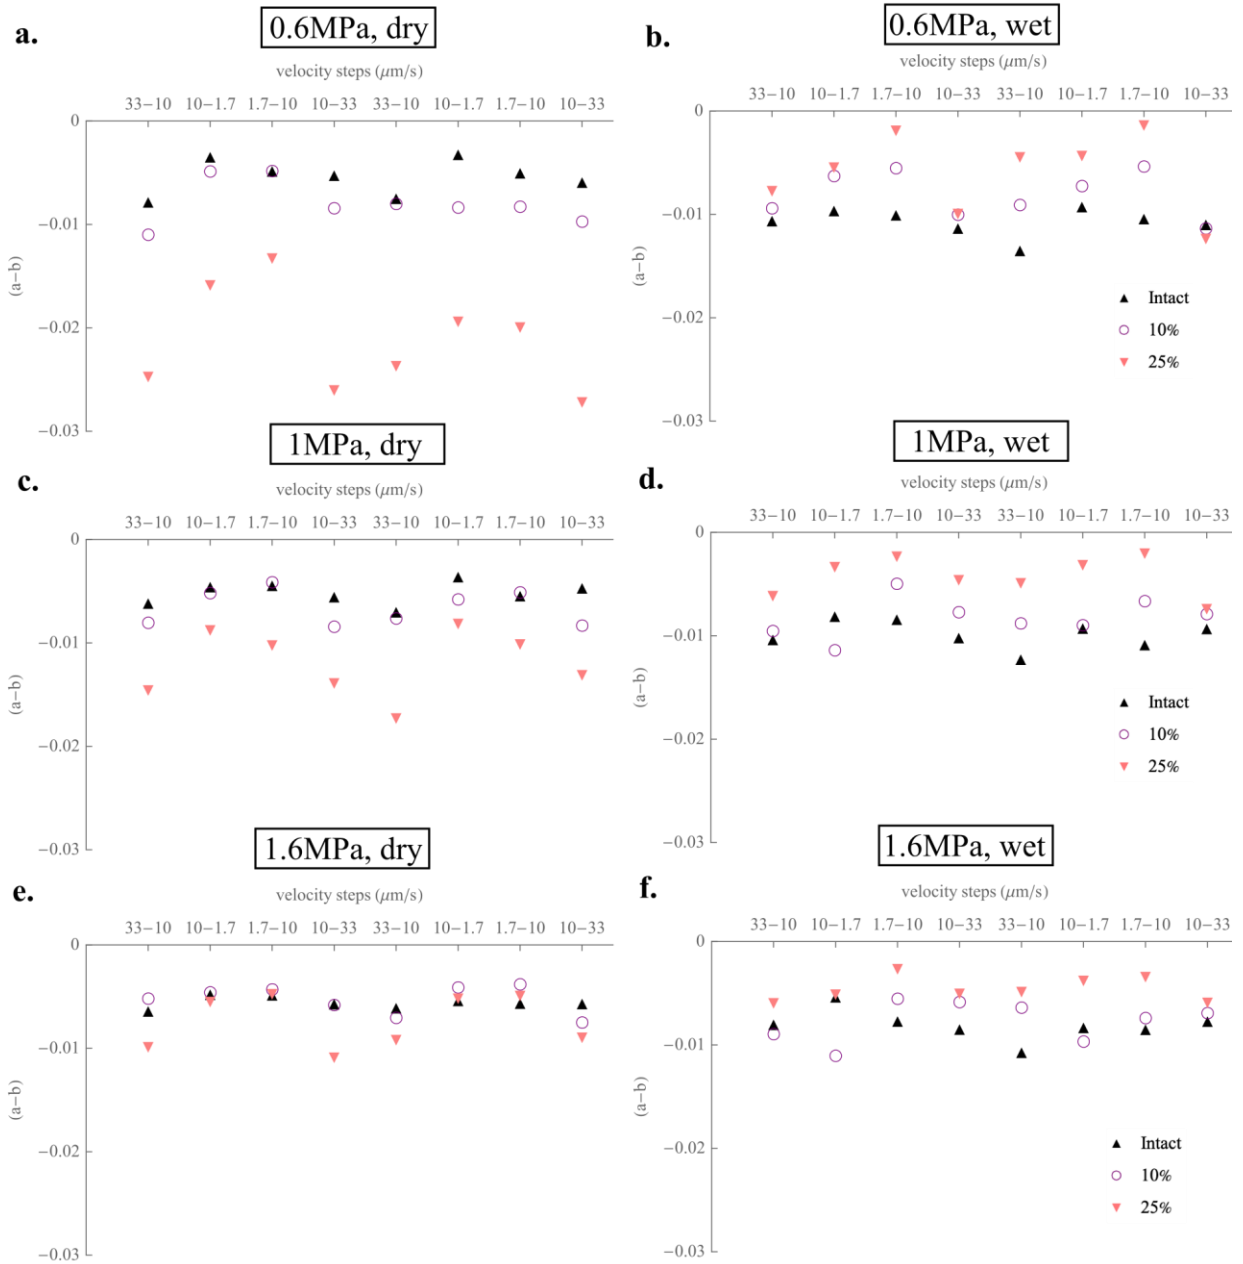 a.
0.6MPa, dry
velocity steps (μm/s)
33−10 10−1.7 1.7−10 10−33 33−10 10−1.7 1.7−10 10−33
0
−0.01
(a−b)
−0.02
−0.03
b.
0.6MPa, wet
velocity steps (μm/s)
33−10 10−1.7 1.7−10 10−33 33−10 10−1.7 1.7−10 10−33
0
−0.01
(a−b)
−0.02
−0.03
Intact
10%
25%
c.
1MPa, dry
velocity steps (μm/s)
33−10 10−1.7 1.7−10 10−33 33−10 10−1.7 1.7−10 10−33
0
−0.01
(a−b)
−0.02
−0.03
d.
1MPa, wet
velocity steps (μm/s)
33−10 10−1.7 1.7−10 10−33 33−10 10−1.7 1.7−10 10−33
0
−0.01
(a−b)
−0.02
−0.03
Intact
10%
25%
e.
1.6MPa, dry
velocity steps (μm/s)
33−10 10−1.7 1.7−10 10−33 33−10 10−1.7 1.7−10 10−33
0
−0.01
(a−b)
−0.02
−0.03
f.
1.6MPa, wet
velocity steps (μm/s)
33−10 10−1.7 1.7−10 10−33 33−10 10−1.7 1.7−10 10−33
0
−0.01
(a−b)
−0.02
−0.03
Intact
10%
25%